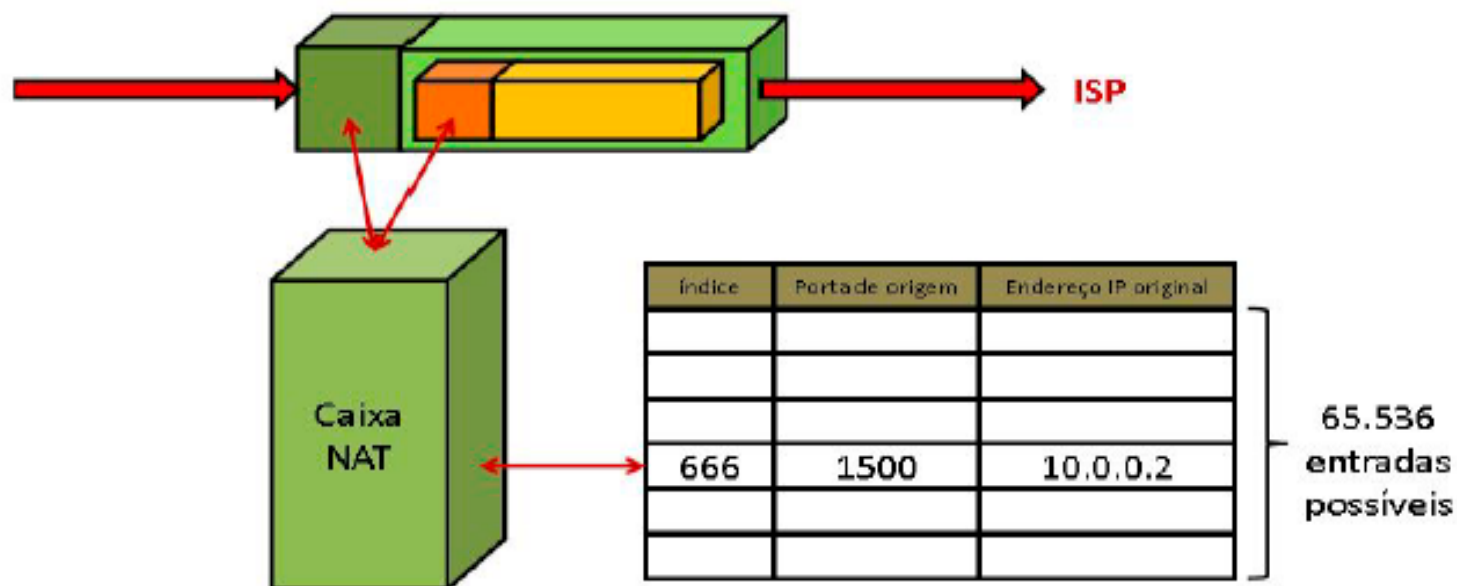 ISP
índice Porta de origem Endereço IP original
Caixa
NAT
666 1500 10.0.0.2
65.536
entradas
possíveis